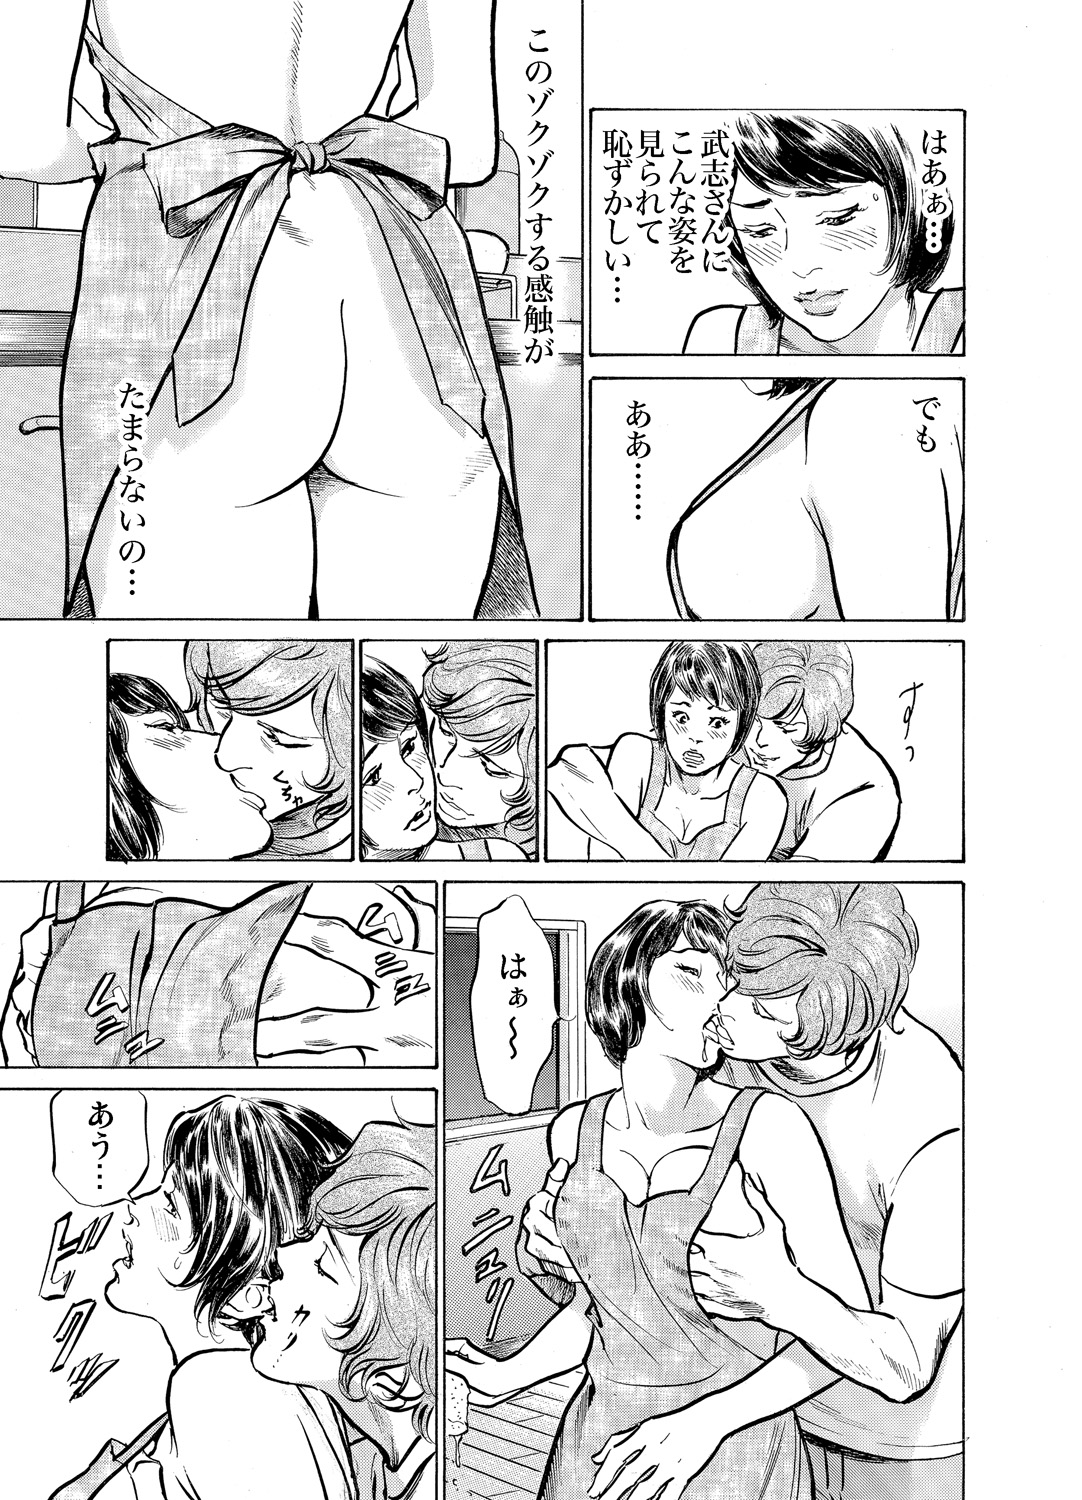 はあぁ…
武志さんに
こんな姿を
見られて
恥ずかしい…
でも
ああ……
このゾクゾクする感触が
たまらないの…
すっ
くちゃ
はぁ～
ムニュリ
ムニュ
ムニュ
あう…
ビクッ
カリ